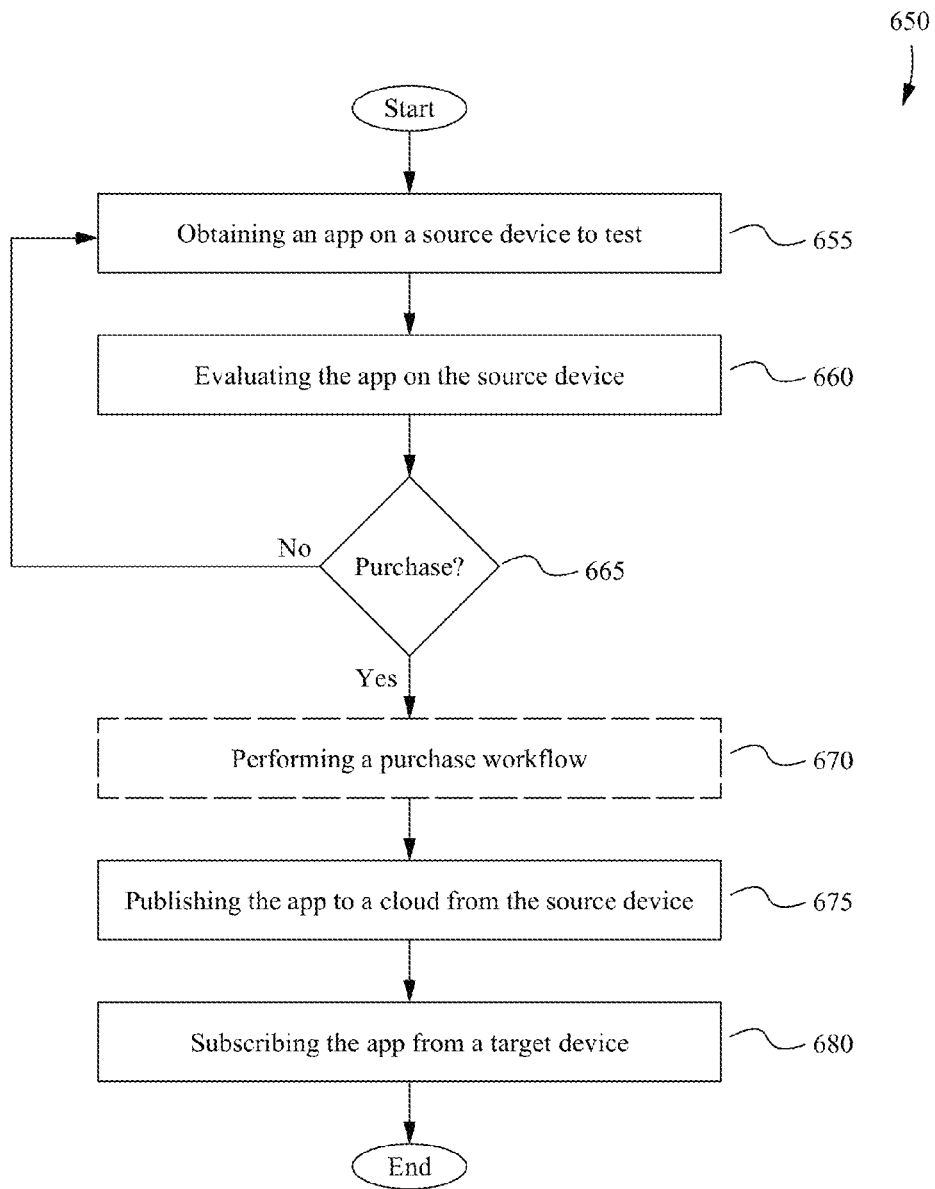 650
Start
Obtaining an app on a source device to test
655
Evaluating the app on the source device
660
No
Purchase?
665
Yes
Performing a purchase workflow
670
Publishing the app to a cloud from the source device
675
Subscribing the app from a target device
680
End